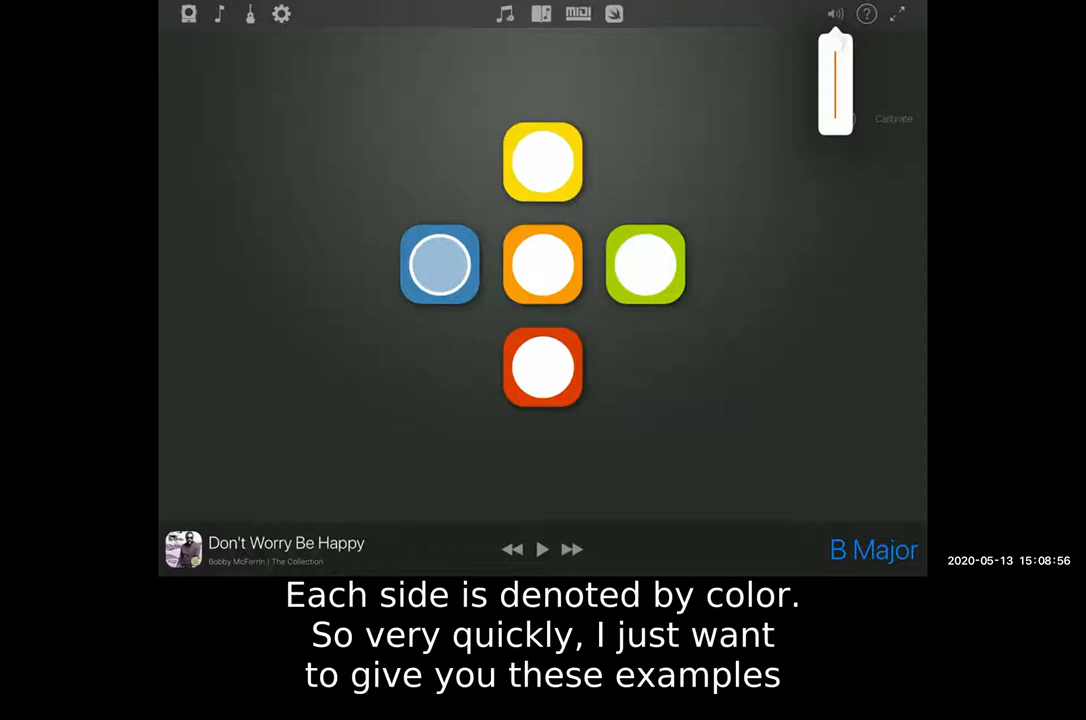 MIDI
?
Calibrate
Don't Worry Be Happy
Bobby McFerrin | The Collection
B Major
2020-05-13 15:08:56
Each side is denoted by color.
So very quickly, I just want
to give you these examples